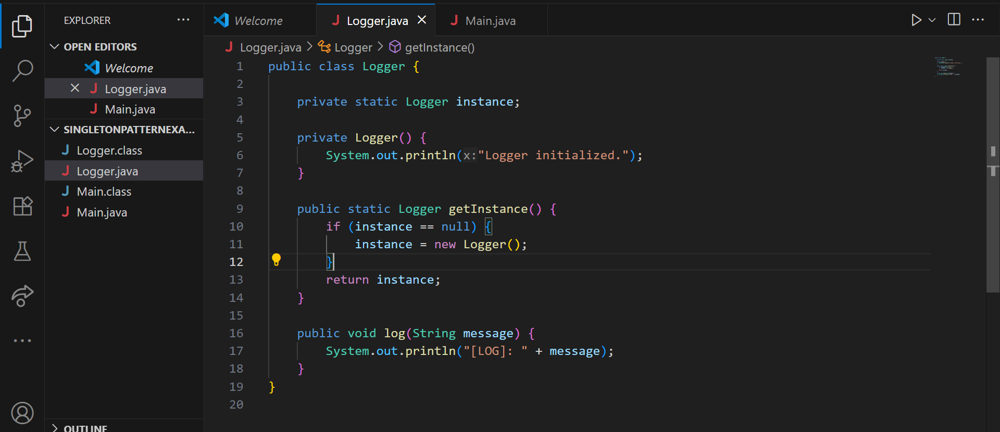 EXPLORER
OPEN EDITORS
Welcome
Logger.java
Main.java
SINGLETONPATTERNEXA...
Logger.class
Logger.java
Main.class
Main.java
OUTLINE
Welcome
Logger.java
Main.java
Logger.java > Logger > getInstance()
1 public class Logger {
2
3 private static Logger instance;
4
5 private Logger() {
6 System.out.println(x:"Logger initialized.");
7 }
8
9 public static Logger getInstance() {
10 if (instance == null) {
11 instance = new Logger();
12 }
13 return instance;
14 }
15
16 public void log(String message) {
17 System.out.println("[LOG]: " + message);
18 }
19 }
20